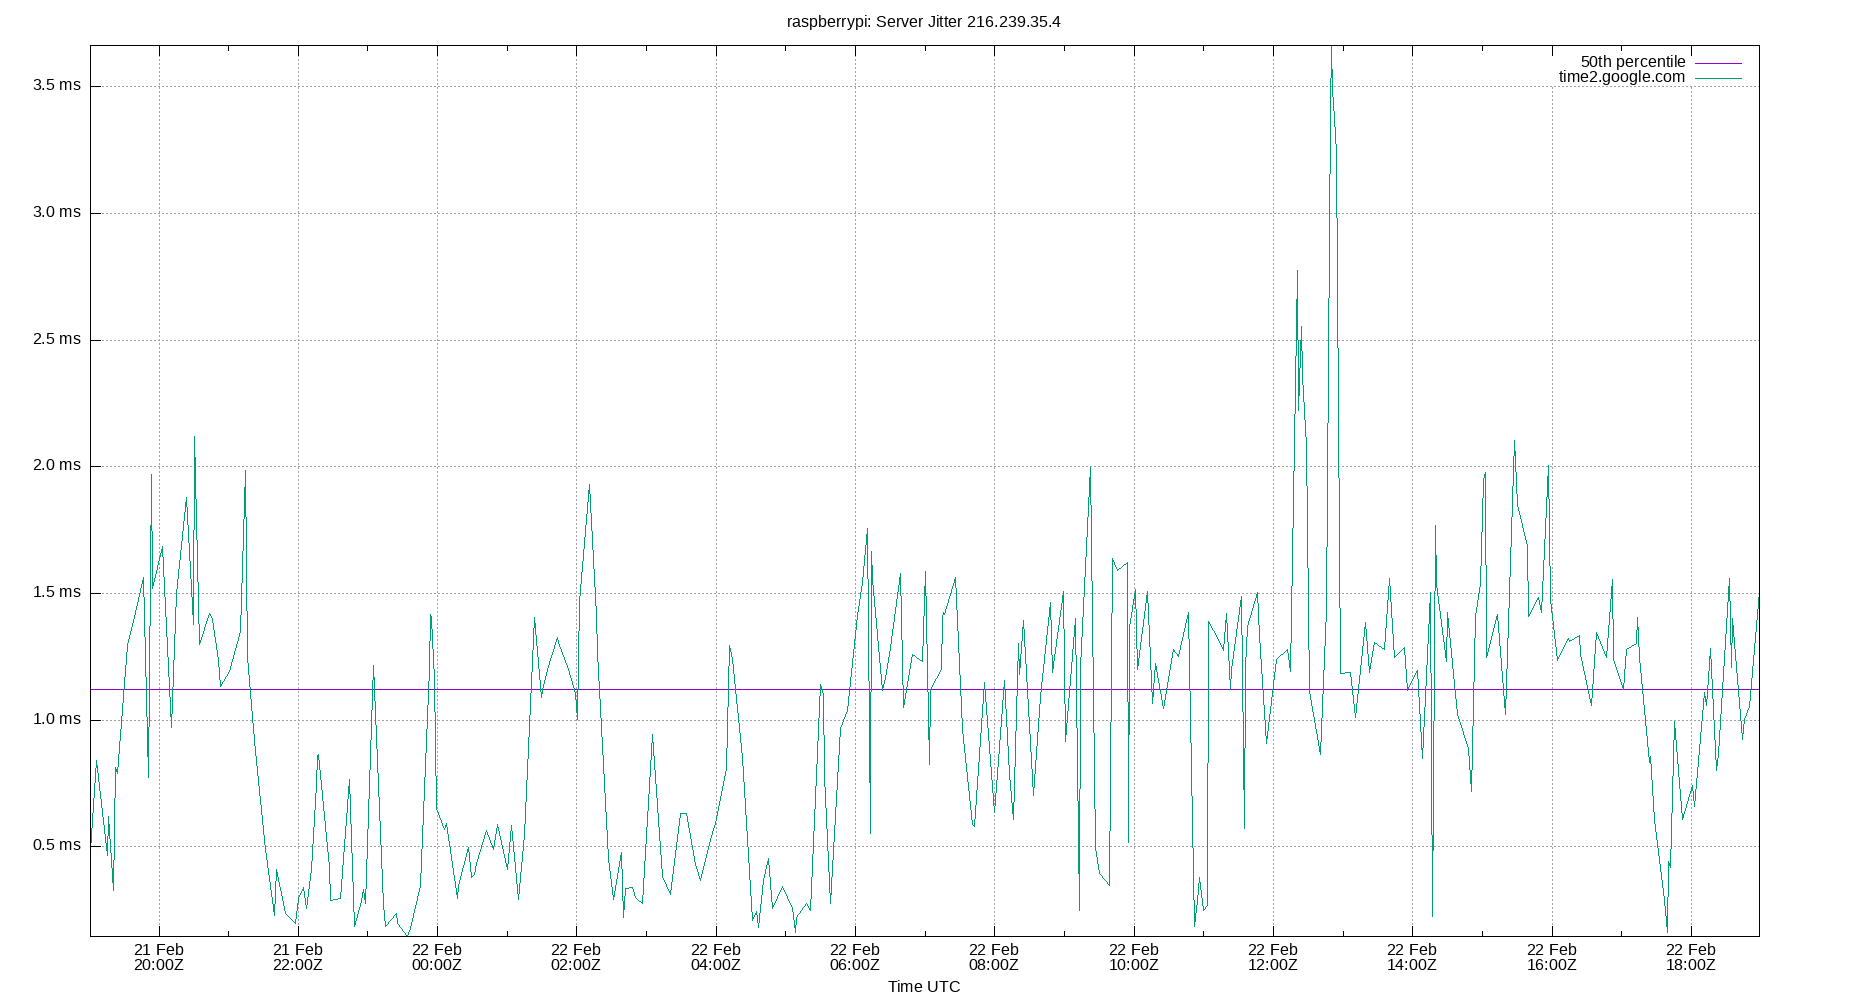 raspberrypi: Server Jitter 216.239.35.4
50th percentile
time2.google.com
3.5 ms
3.0 ms
2.5 ms
2.0 ms
1.5 ms
1.0 ms
0.5 ms
21 Feb 21 Feb 22 Feb 22 Feb 22 Feb 22 Feb 22 Feb 22 Feb 22 Feb 22 Feb 22 Feb 22 Feb
20:00Z 22:00Z 00:00Z 02:00Z 04:00Z 06:00Z 08:00Z 10:00Z 12:00Z 14:00Z 16:00Z 18:00Z
Time UTC